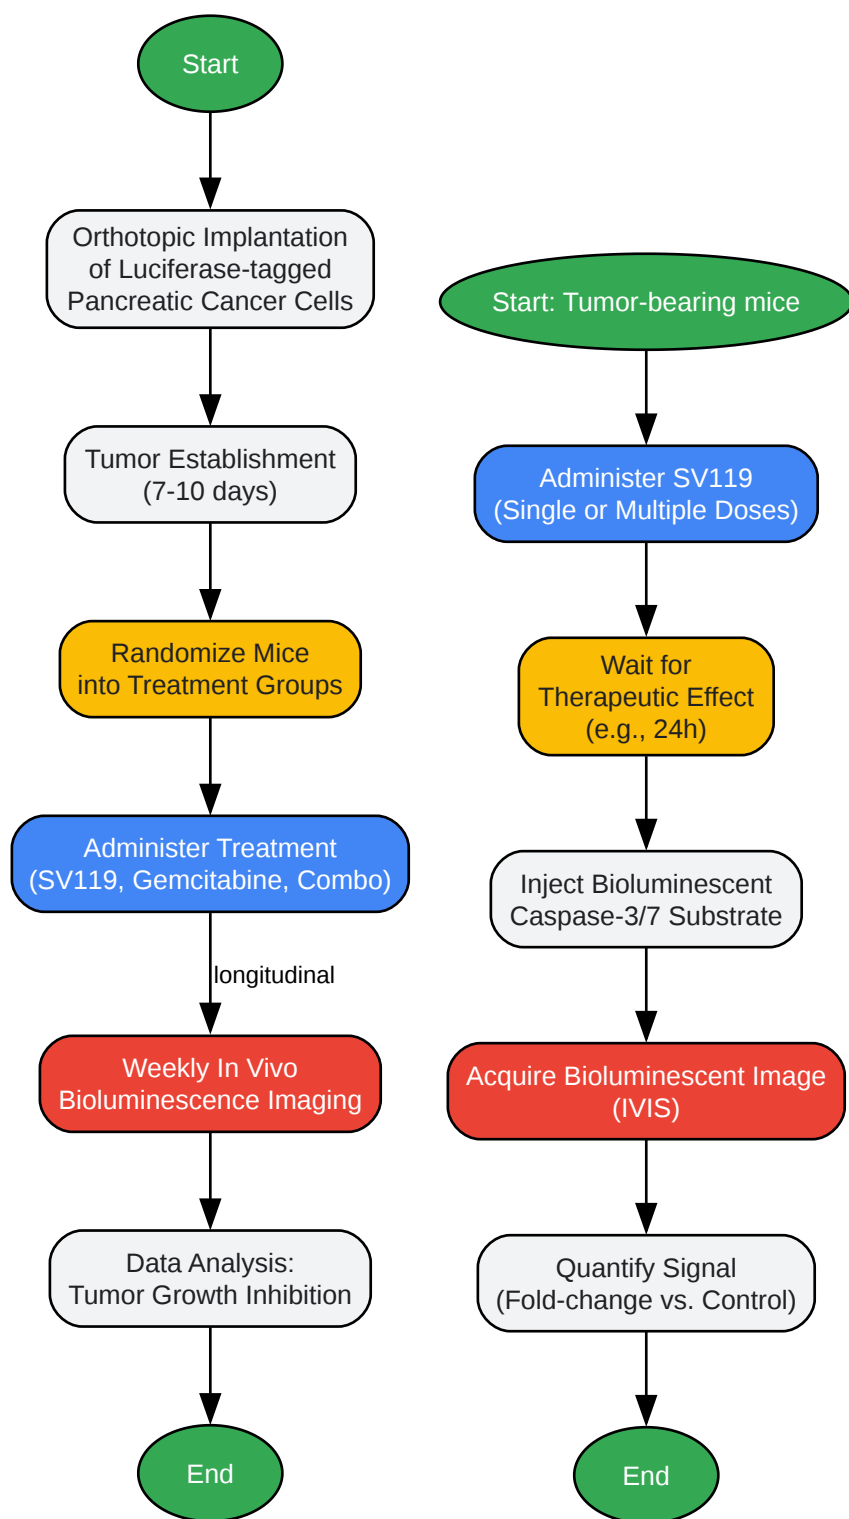 Start
Orthotopic Implantation
of Luciferase-tagged
Pancreatic Cancer Cells
Tumor Establishment
(7-10 days)
Randomize Mice
into Treatment Groups
Administer Treatment
(SV119, Gemcitabine, Combo)
longitudinal
Weekly In Vivo
Bioluminescence Imaging
Data Analysis:
Tumor Growth Inhibition
End
Start: Tumor-bearing mice
Administer SV119
(Single or Multiple Doses)
Wait for
Therapeutic Effect
(e.g., 24h)
Inject Bioluminescent
Caspase-3/7 Substrate
Acquire Bioluminescent Image
(IVIS)
Quantify Signal
(Fold-change vs. Control)
End